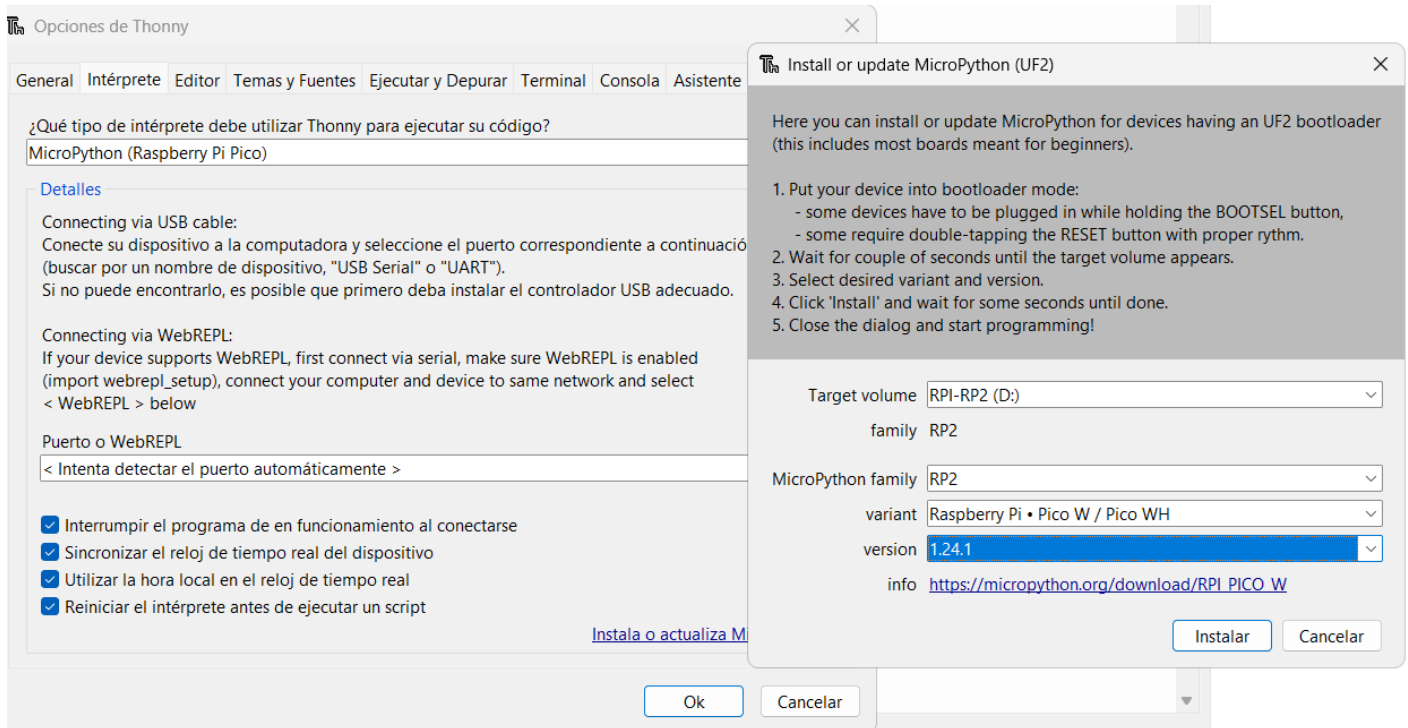 Opciones de Thonny
General Intérprete Editor Temas y Fuentes Ejecutar y Depurar Terminal Consola Asistente
¿Qué tipo de intérprete debe utilizar Thonny para ejecutar su código?
MicroPython (Raspberry Pi Pico)
Detalles
Connecting via USB cable:
Conecte su dispositivo a la computadora y seleccione el puerto correspondiente a continuació
(buscar por un nombre de dispositivo, "USB Serial" o "UART").
Si no puede encontrarlo, es posible que primero deba instalar el controlador USB adecuado.
Connecting via WebREPL:
If your device supports WebREPL, first connect via serial, make sure WebREPL is enabled
(import webrepl_setup), connect your computer and device to same network and select
< WebREPL > below
Puerto o WebREPL
< Intenta detectar el puerto automáticamente >
Interrumpir el programa de en funcionamiento al conectarse
Sincronizar el reloj de tiempo real del dispositivo
Utilizar la hora local en el reloj de tiempo real
Reiniciar el intérprete antes de ejecutar un script
Instala o actualiza Mi
Ok Cancelar
Install or update MicroPython (UF2)
Here you can install or update MicroPython for devices having an UF2 bootloader
(this includes most boards meant for beginners).
1. Put your device into bootloader mode:
- some devices have to be plugged in while holding the BOOTSEL button,
- some require double-tapping the RESET button with proper rythm.
2. Wait for couple of seconds until the target volume appears.
3. Select desired variant and version.
4. Click 'Install' and wait for some seconds until done.
5. Close the dialog and start programming!
Target volume RPI-RP2 (D:)
family RP2
MicroPython family RP2
variant Raspberry Pi • Pico W / Pico WH
version 1.24.1
info https://micropython.org/download/RPI_PICO_W
Instalar Cancelar